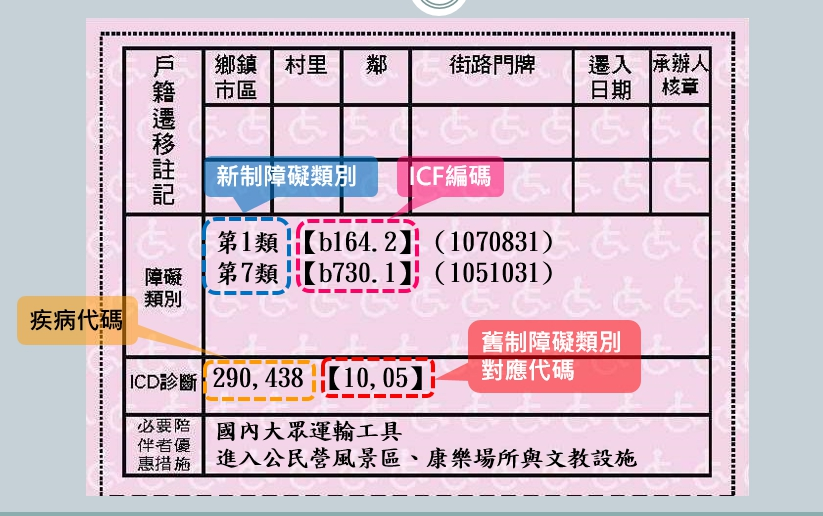 戶籍遷移註記
鄉鎮市區
村里
鄰
街路門牌
遷入日期
承辦人核章
新制障礙類別
ICF編碼
障礙類別
第1類【b164.2】(1070831)
第7類【b730.1】(1051031)
疾病代碼
舊制障礙類別
對應代碼
ICD診斷
290,438【10,05】
必要陪
伴者優
惠措施
國內大眾運輸工具
進入公民營風景區、康樂場所與文教設施